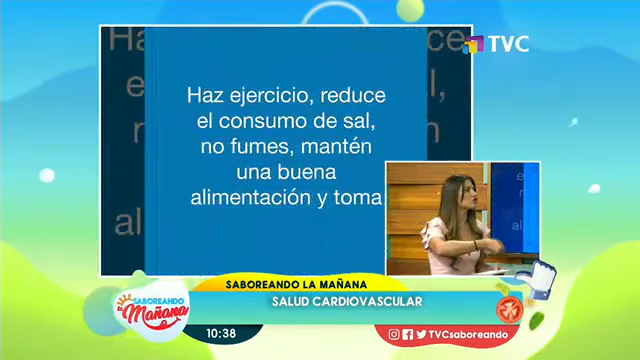 TVC
Haz ejercicio, reduce
el consumo de sal,
no fumes, mantén
una buena
alimentación y toma
SABOREANDO LA MAÑANA
SALUD CARDIOVASCULAR
SABOREANDO
la Mañana
10:38
TVCsaboreando